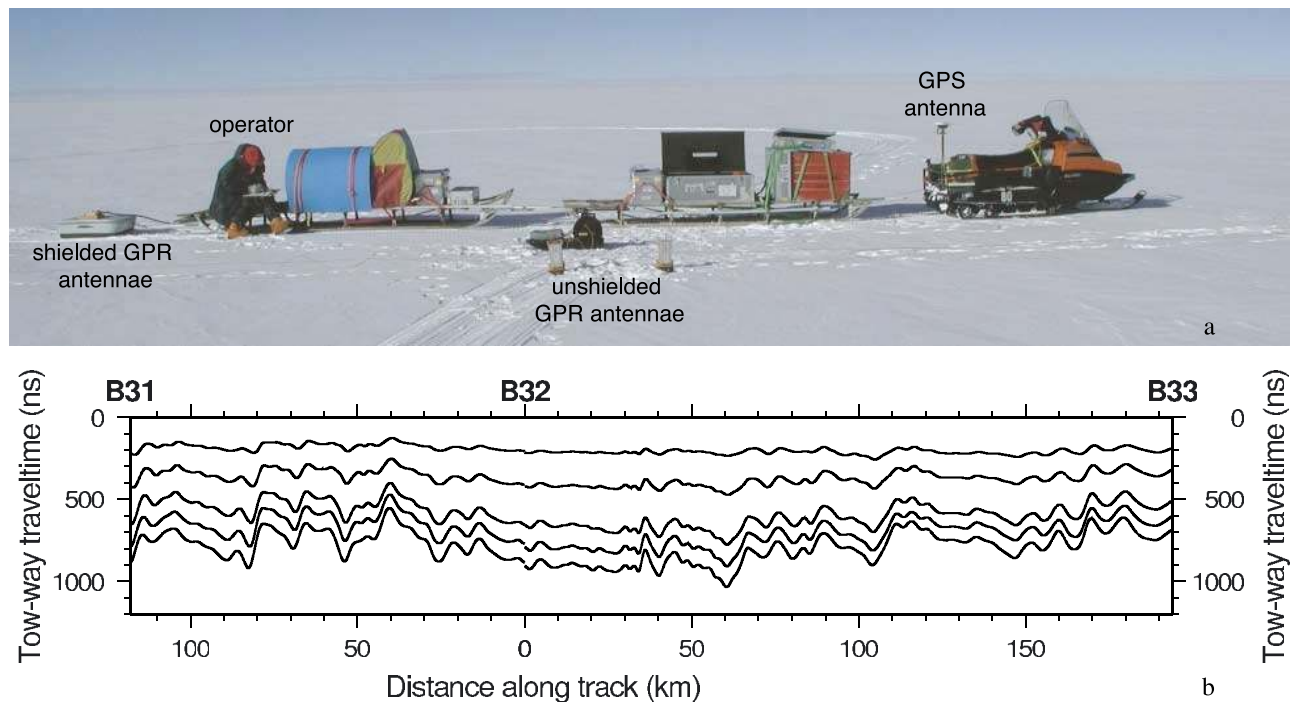 GPS
antenna
operator
shielded GPR
antennae
unshielded
GPR antennae
a
B31
B32
B33
Tow-way traveltime (ns)
0
500
1000
0
500
1000
Tow-way traveltime (ns)
100
50
0
50
100
150
Distance along track (km)
b